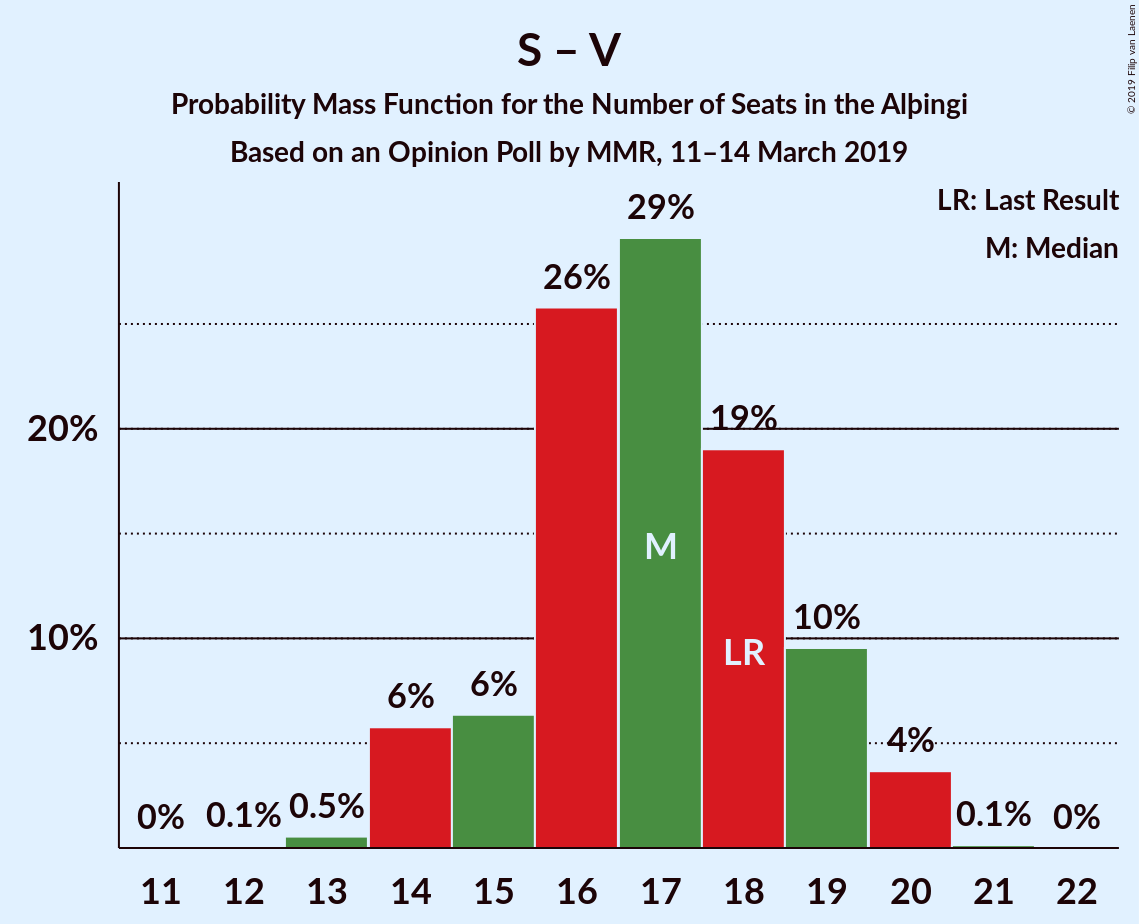 S – V
Probability Mass Function for the Number of Seats in the Alþingi
Based on an Opinion Poll by MMR, 11–14 March 2019
© 2019 Filip van Laenen
LR: Last Result
M: Median
29%
26%
20%
19%
M
10%
10%
LR
6%
6%
4%
0%
0.1%
0.5%
0.1%
0%
11 12 13 14 15 16 17 18 19 20 21 22